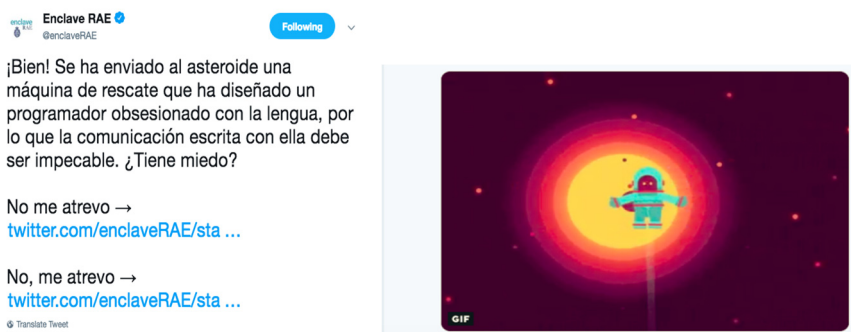 enclave
RAE
Enclave RAE
@enclaveRAE
Following
¡Bien! Se ha enviado al asteroide una
máquina de rescate que ha diseñado un
programador obsesionado con la lengua, por
lo que la comunicación escrita con ella debe
ser impecable. ¿Tiene miedo?
No me atrevo →
twitter.com/enclaveRAE/sta ...
No, me atrevo →
twitter.com/enclaveRAE/sta ...
Translate Tweet
GIF